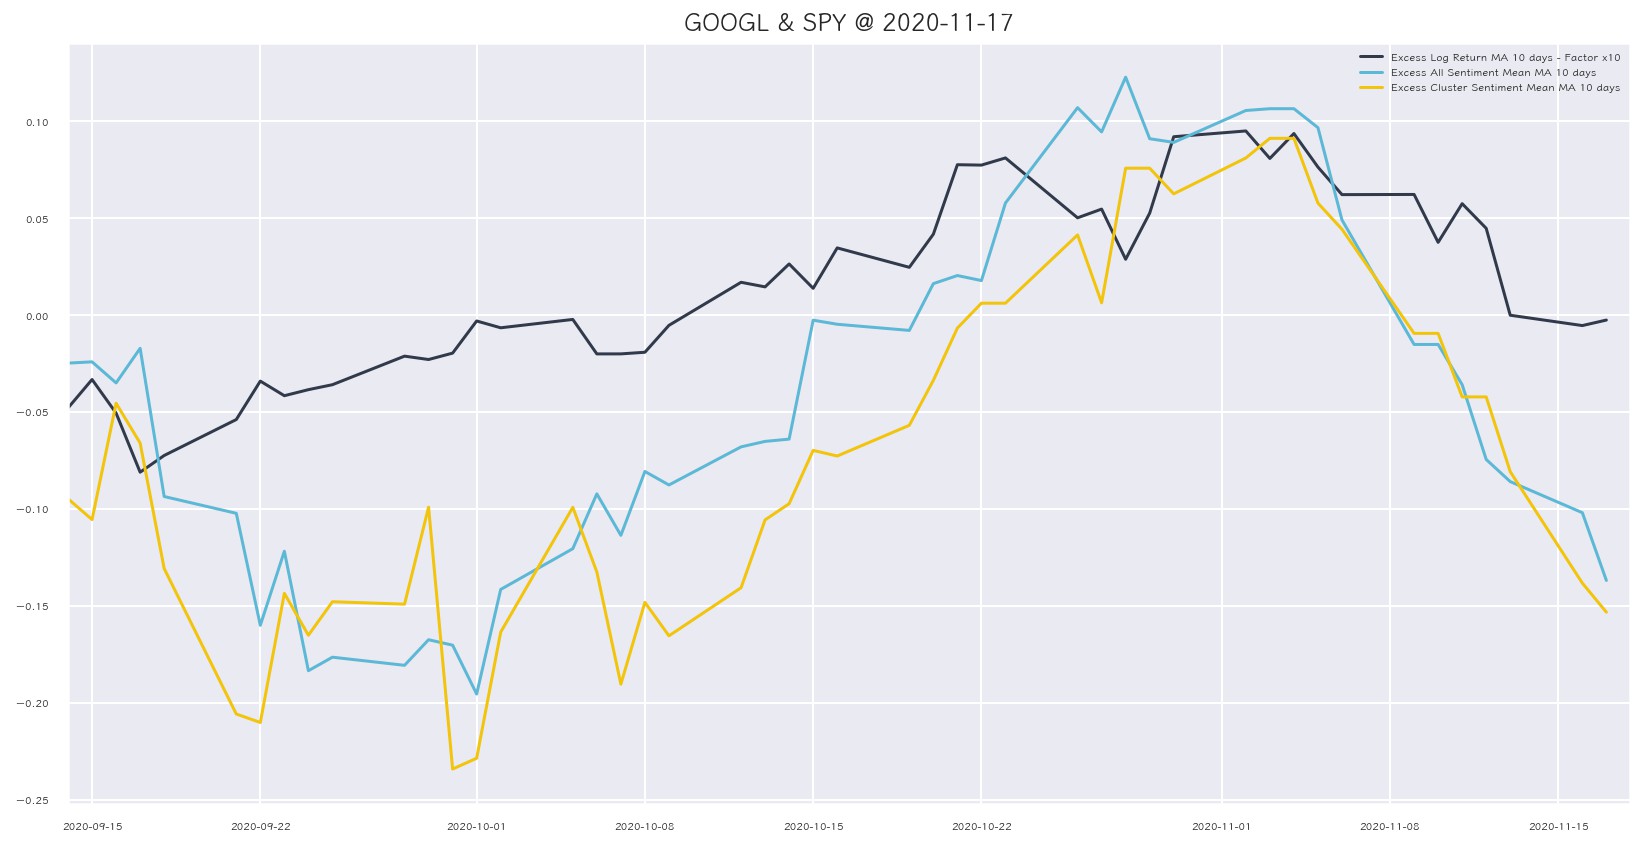 GOOGL & SPY @ 2020-11-17
Excess Log Return MA 10 days - Factor x10
Excess All Sentiment Mean MA 10 days
Excess Cluster Sentiment Mean MA 10 days
0.10
0.05
0.00
−0.05
−0.10
−0.15
−0.20
−0.25
2020-09-15 2020-09-22 2020-10-01 2020-10-08 2020-10-15 2020-10-22 2020-11-01 2020-11-08 2020-11-15